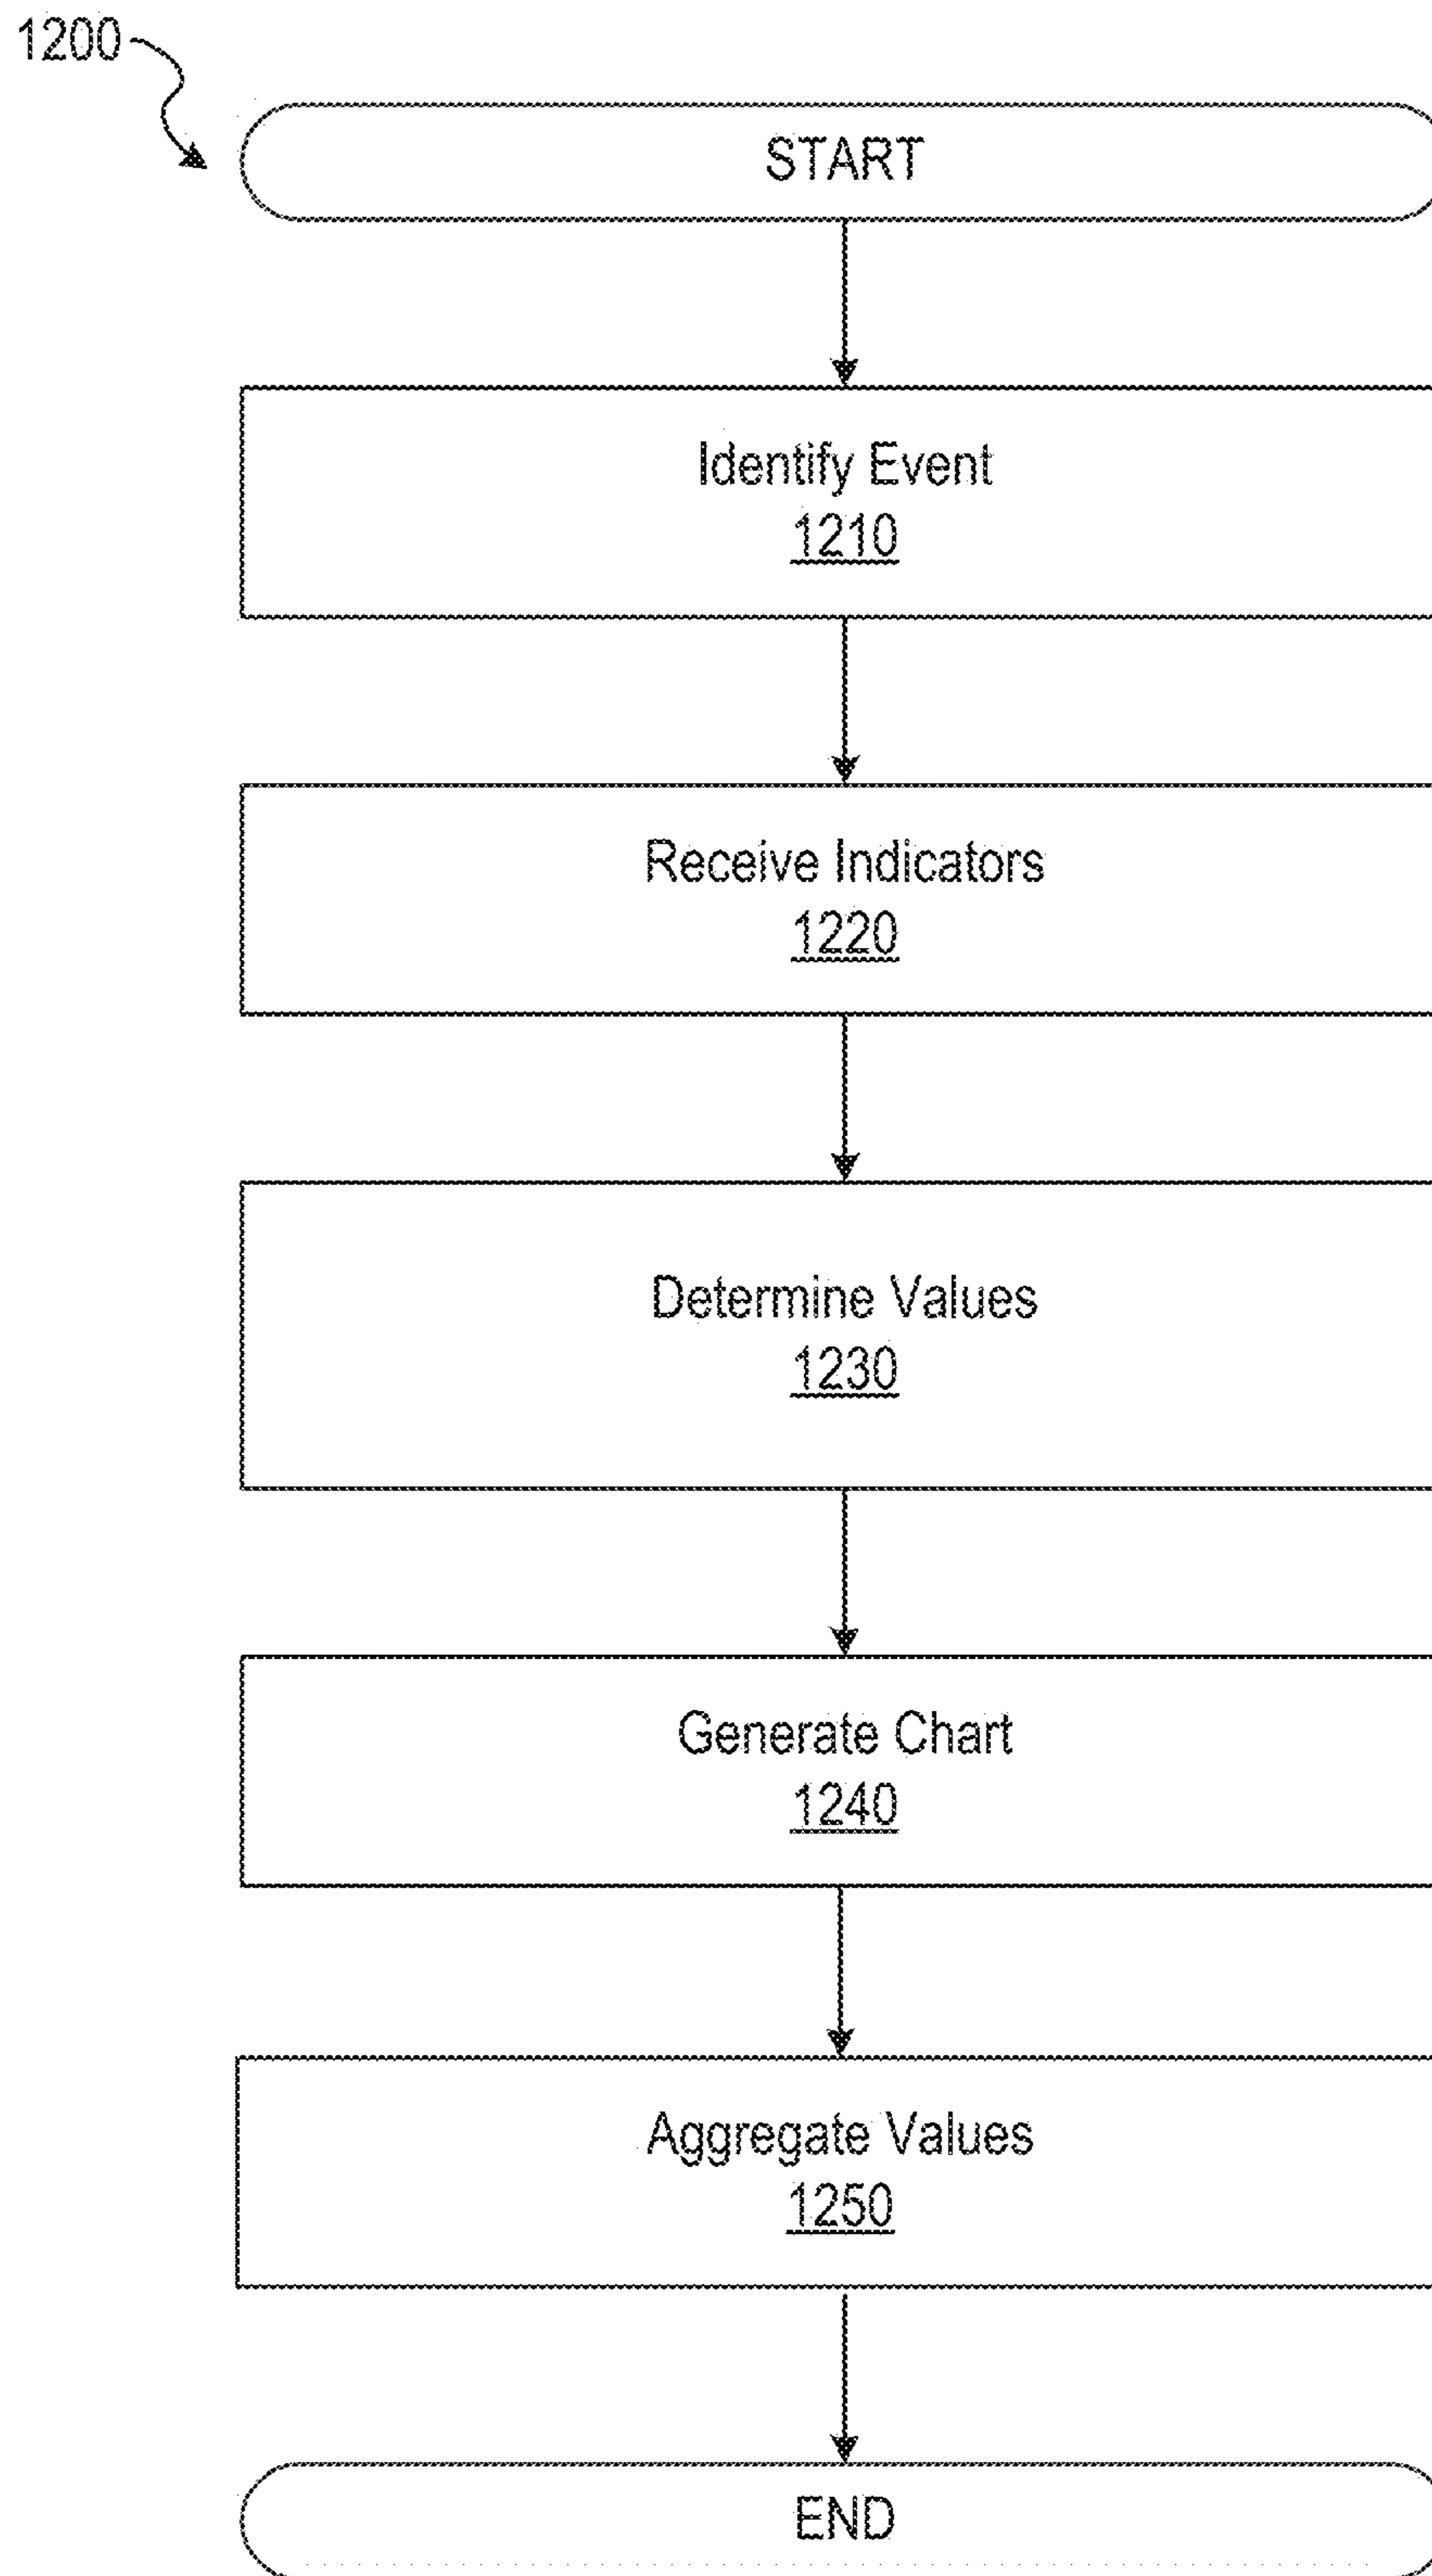 1200
START
Identify Event
1210
Receive Indicators
1220
Determine Values
1230
Generate Chart
1240
Aggregate Values
1250
END